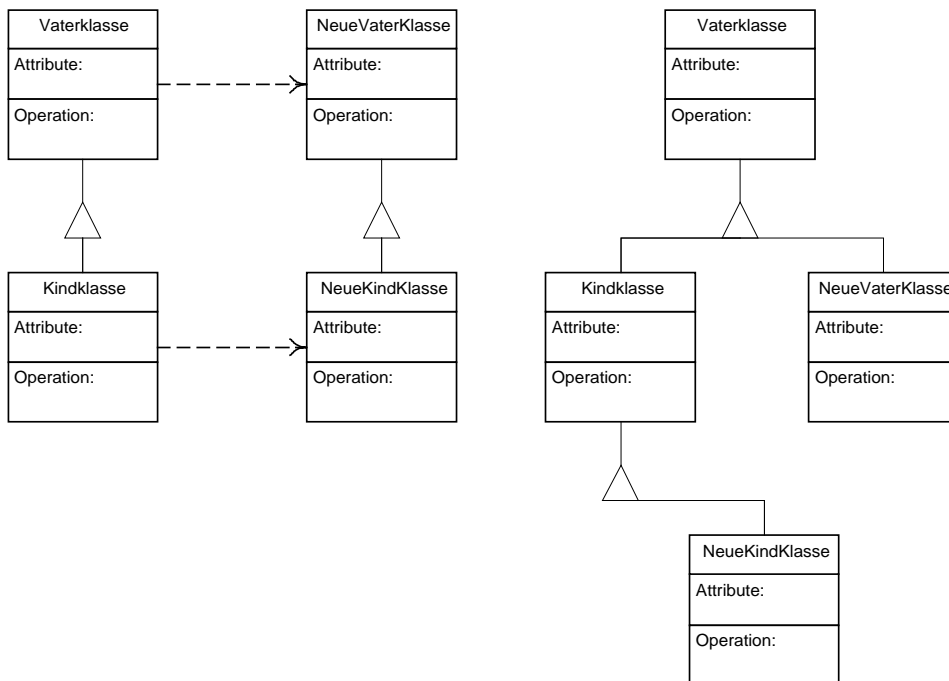 Vaterklasse
Attribute:
Operation:
NeueVaterKlasse
Attribute:
Operation:
Vaterklasse
Attribute:
Operation:
Kindklasse
Attribute:
Operation:
NeueKindKlasse
Attribute:
Operation:
Kindklasse
Attribute:
Operation:
NeueVaterKlasse
Attribute:
Operation:
NeueKindKlasse
Attribute:
Operation: